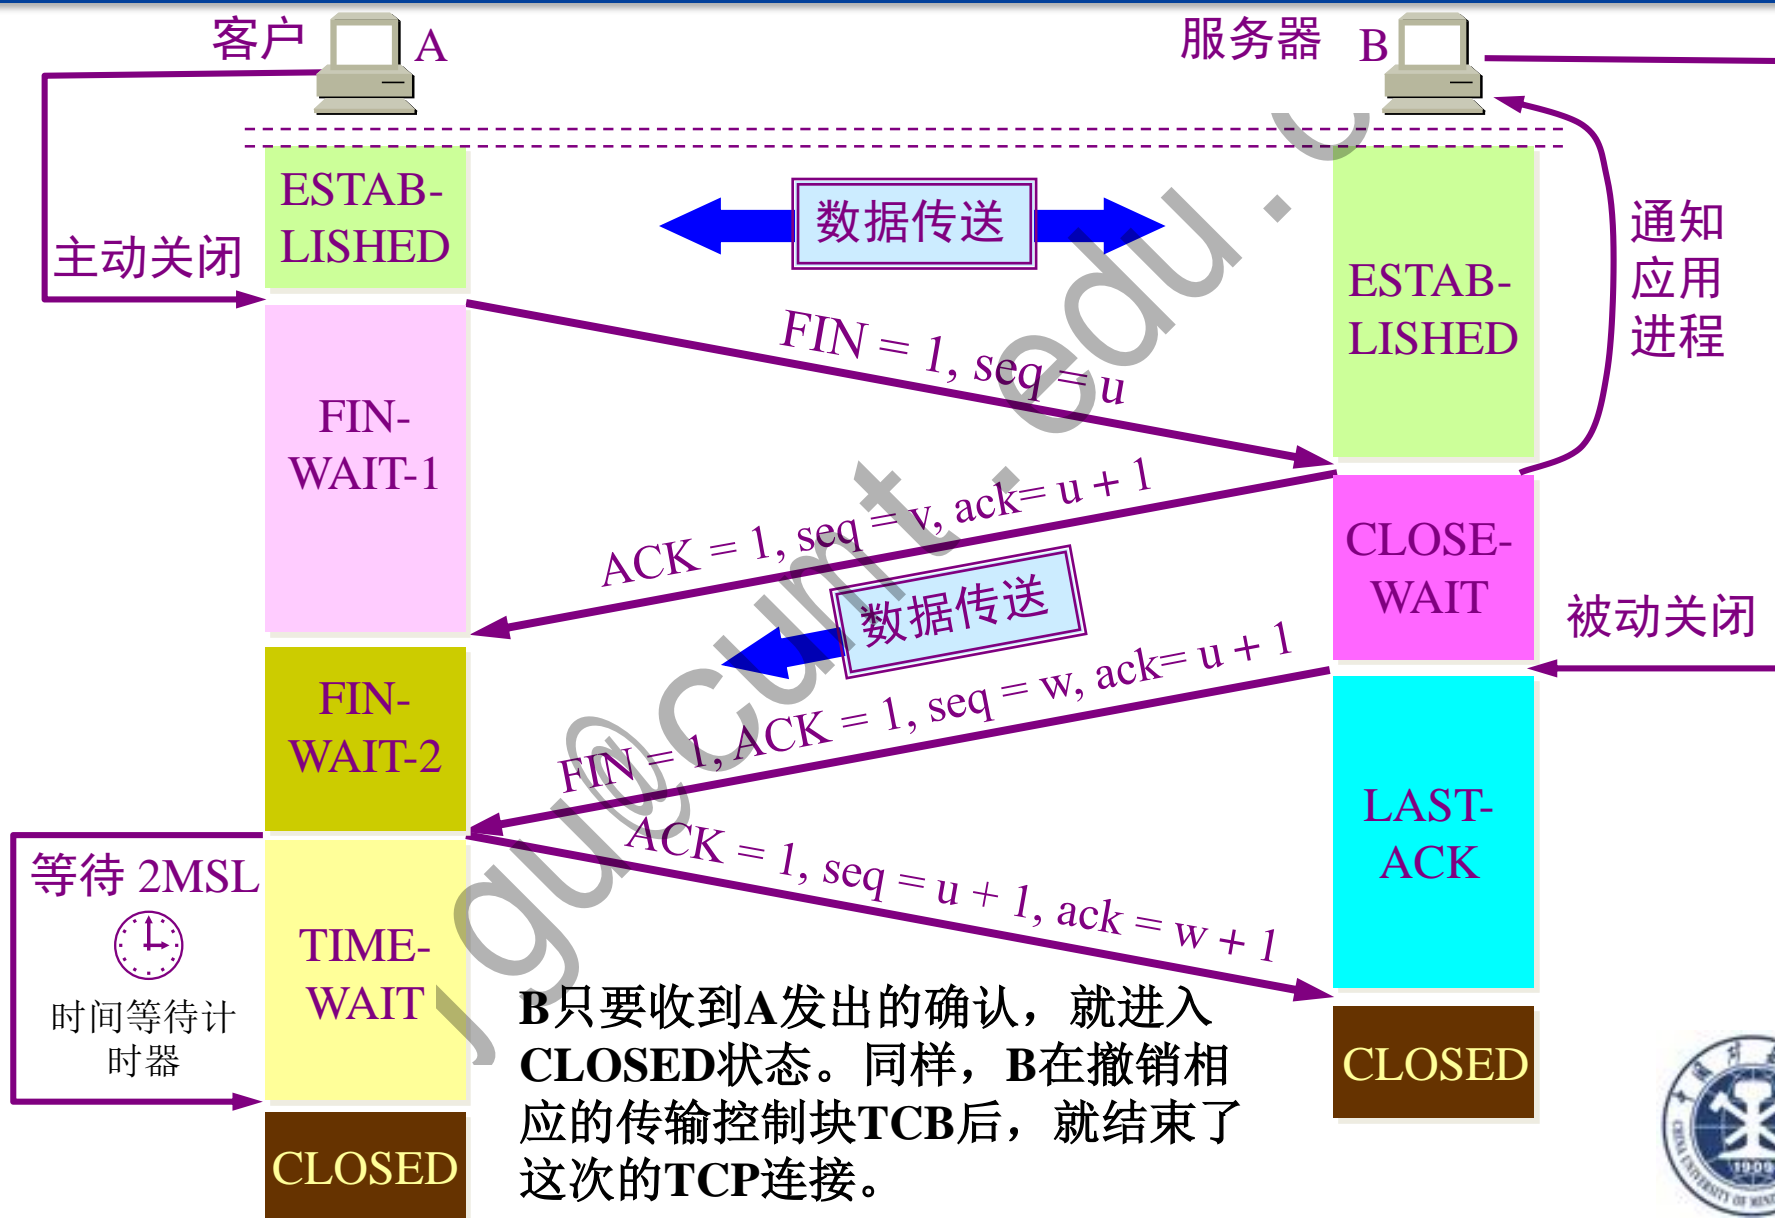 客户 A
服务器 B
ESTAB-
LISHED
数据传送
主动关闭
ESTAB-
LISHED
通知
应用
进程
FIN = 1, seq = u
FIN-
WAIT-1
ACK = 1, seq = v, ack= u + 1
CLOSE-
WAIT
数据传送
被动关闭
FIN-
WAIT-2
FIN = 1, ACK = 1, seq = w, ack= u + 1
LAST-
ACK
ACK = 1, seq = u + 1, ack = w + 1
等待 2MSL
时间等待计
时器
TIME-
WAIT
B只要收到A发出的确认，就进入
CLOSED状态。同样，B在撤销相
应的传输控制块TCB后，就结束了
这次的TCP连接。
CLOSED
CLOSED
gu@cumt.edu.c
1909